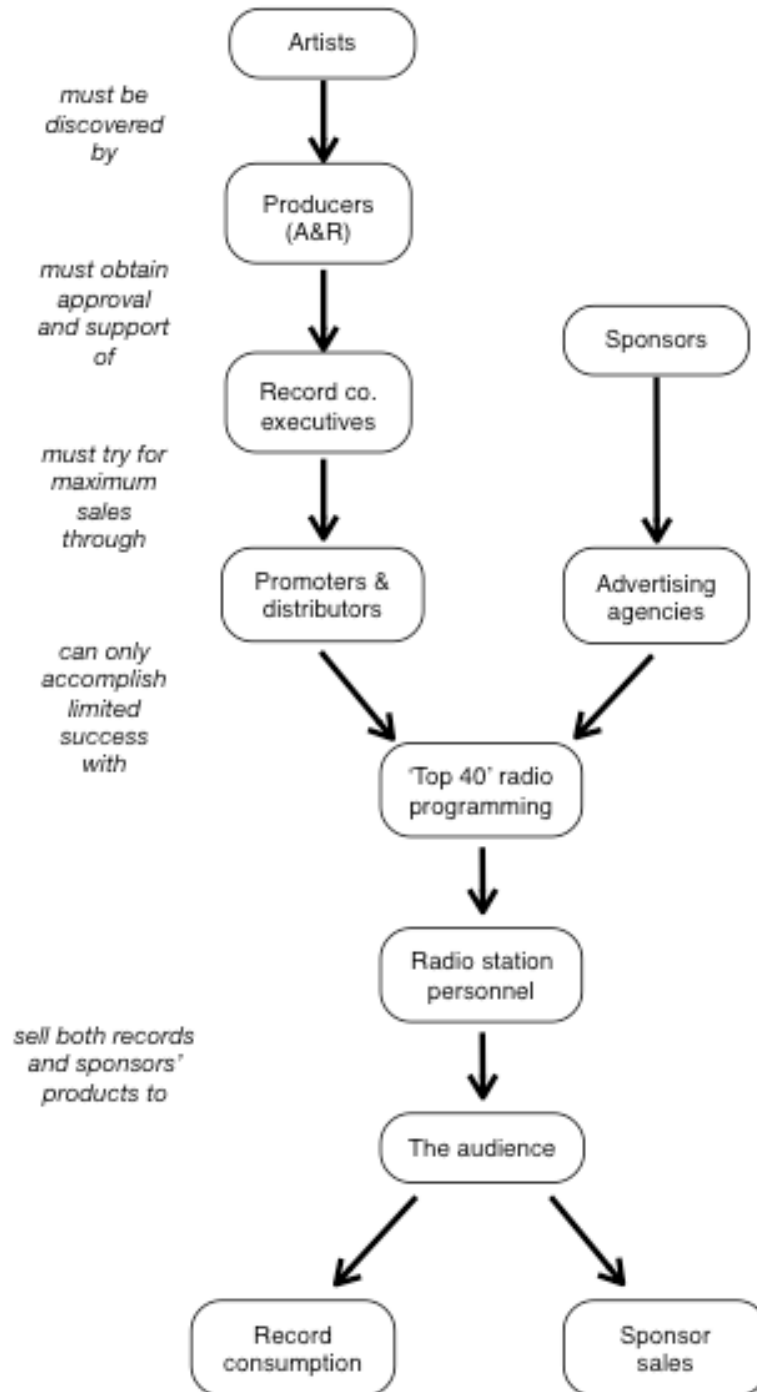 Artists
must be
discovered
by
Producers
(A&R)
must obtain
approval
and support
of
Sponsors
Record co.
executives
must try for
maximum
sales
through
Promoters &
distributors
Advertising
agencies
can only
accomplish
limited
success
with
'Top 40' radio
programming
Radio station
personnel
sell both records
and sponsors'
products to
The audience
Record
consumption
Sponsor
sales